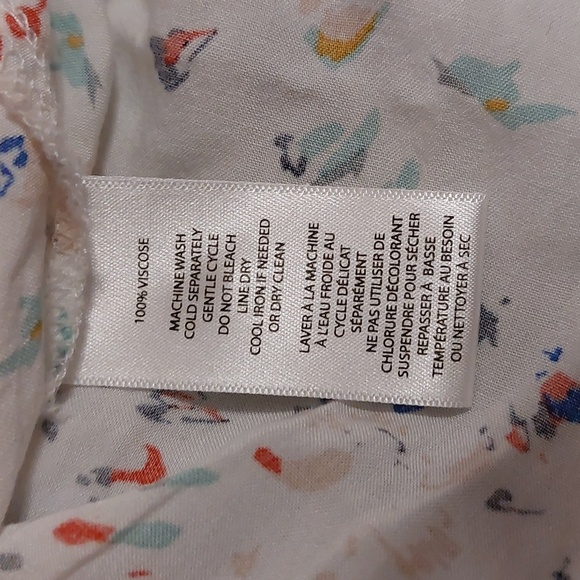 100% VISCOSE
MACHINE WASH
COLD SEPARATELY
GENTLE CYCLE
DO NOT BLEACH
LINE DRY
COOL IRON IF NEEDED
OR DRY CLEAN
LAVER À LA MACHINE
À L'EAU FROIDE AU
CYCLE DÉLICAT
SÉPARÉMENT
NE PAS UTILISER DE
CHLORURE DÉCOLORANT
SUSPENDRE POUR SÉCHER
REPASSER À BASSE
TEMPÉRATURE AU BESOIN
OU NETTOYER À SEC